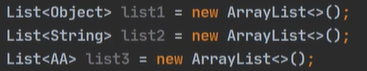 List<Object> list1 = new ArrayList<>();
List<String> list2 = new ArrayList<>();
List<AA> list3 = new ArrayList<>();